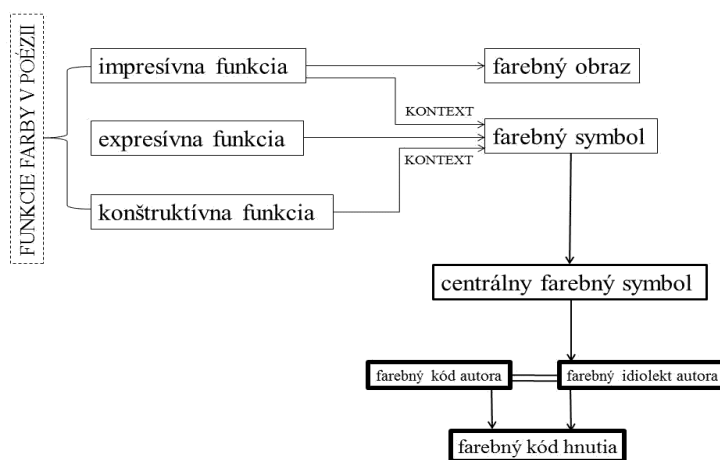 FUNKCIE FARBY V POÉZII
impresívna funkcia
farebný obraz
KONTEXT
expresívna funkcia
farebný symbol
KONTEXT
konštruktívna funkcia
centrálny farebný symbol
farebný kód autora
farebný idiolekt autora
farebný kód hnutia